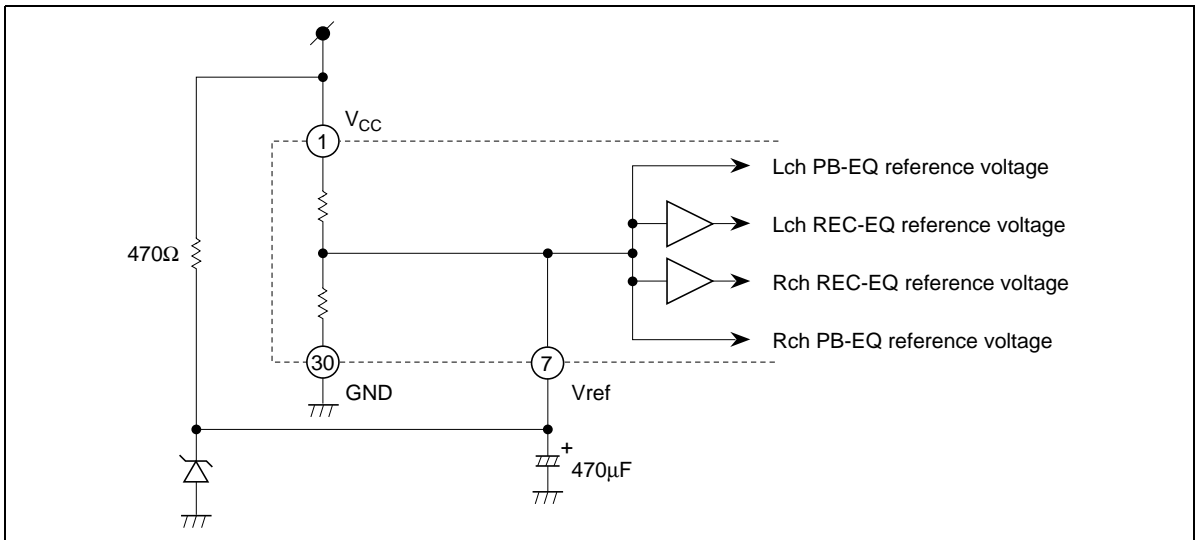 V_CC
1
Lch PB-EQ reference voltage
Lch REC-EQ reference voltage
470Ω
Rch REC-EQ reference voltage
Rch PB-EQ reference voltage
30
7
GND
Vref
+
470μF